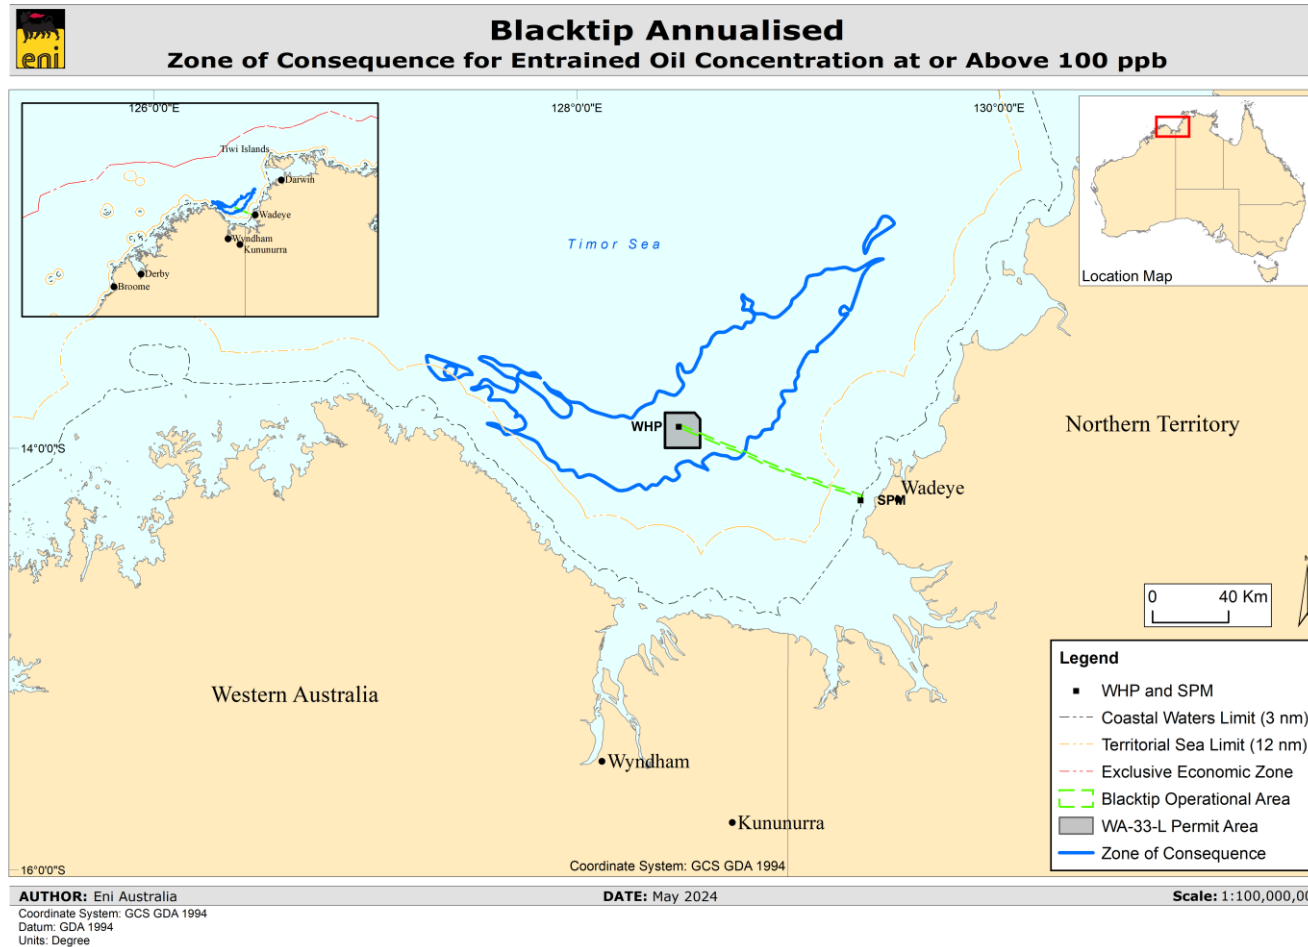 eni
Blacktip Annualised
Zone of Consequence for Entrained Oil Concentration at or Above 100 ppb
126°0'0"E
128°0'0"E
130°0'0"E
Tiwi Islands
Darwin
Wadeye
Wyndham
Kununurra
Derby
Broome
Location Map
Timor Sea
14°0'0"S
WHP
Northern Territory
SPM
Wadeye
0 40 Km
Western Australia
Wyndham
Kununurra
16°0'0"S
Coordinate System: GCS GDA 1994
Legend
WHP and SPM
Coastal Waters Limit (3 nm)
Territorial Sea Limit (12 nm)
Exclusive Economic Zone
Blacktip Operational Area
WA-33-L Permit Area
Zone of Consequence
AUTHOR: Eni Australia
DATE: May 2024
Scale: 1:100,000,00
Coordinate System: GCS GDA 1994
Datum: GDA 1994
Units: Degree